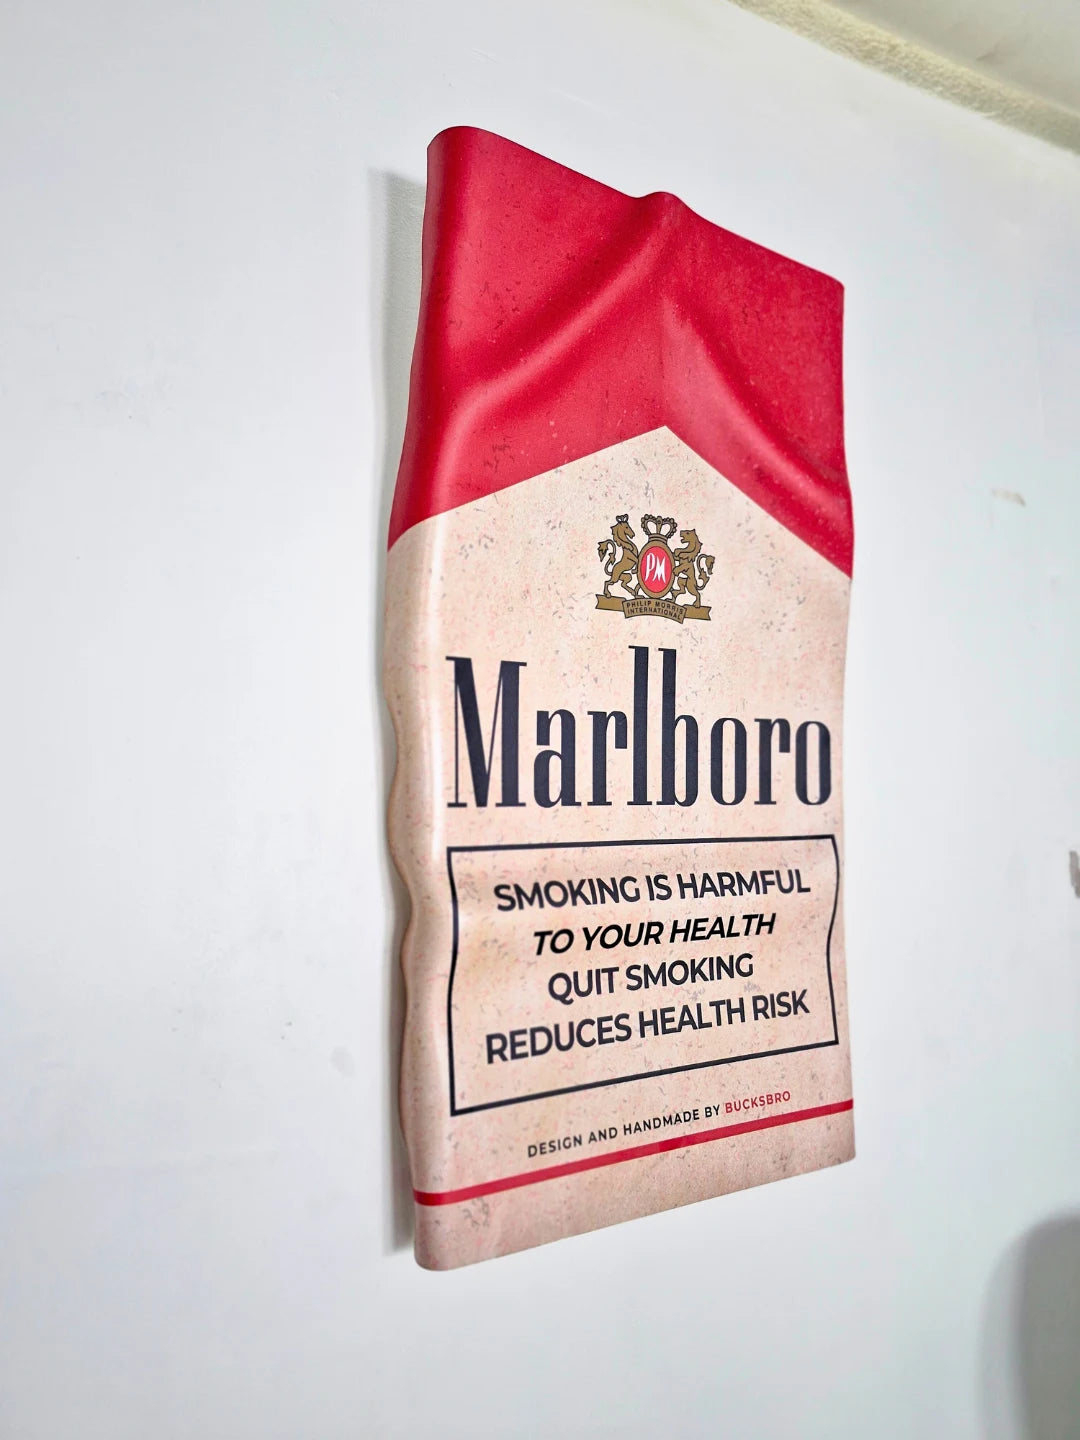 PM
PHILIP MORRIS
INTERNATIONAL
Marlboro
SMOKING IS HARMFUL
TO YOUR HEALTH
QUIT SMOKING
REDUCES HEALTH RISK
DESIGN AND HANDMADE BY BUCKSBRO